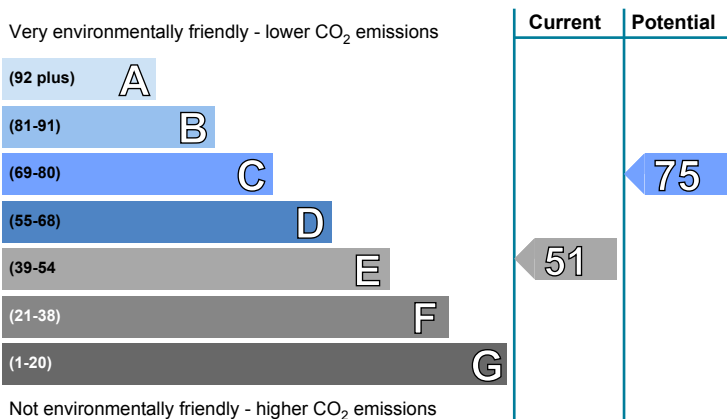 Very environmentally friendly - lower CO2 emissions
Current
Potential
(92 plus) A
(81-91) B
(69-80) C
75
(55-68) D
(39-54 E
51
(21-38) F
(1-20) G
Not environmentally friendly - higher CO2 emissions